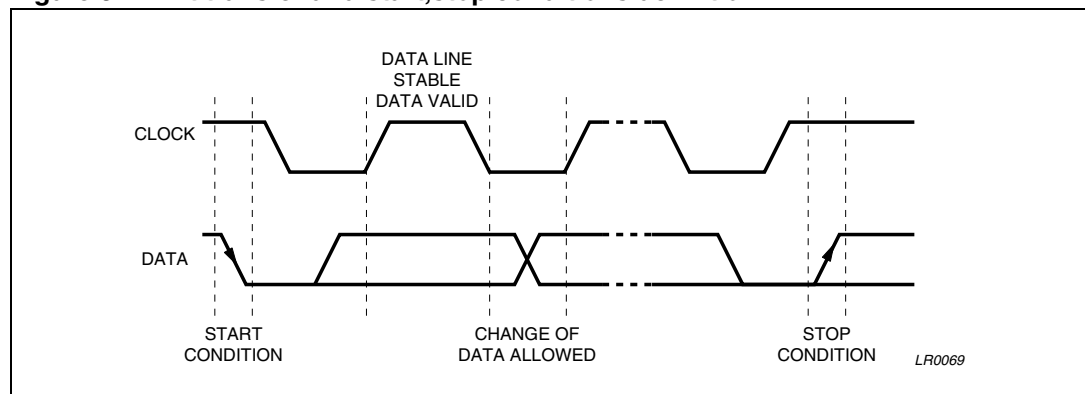 DATA LINE
STABLE
DATA VALID
CLOCK
DATA
START
CONDITION
CHANGE OF
DATA ALLOWED
STOP
CONDITION
LR0069